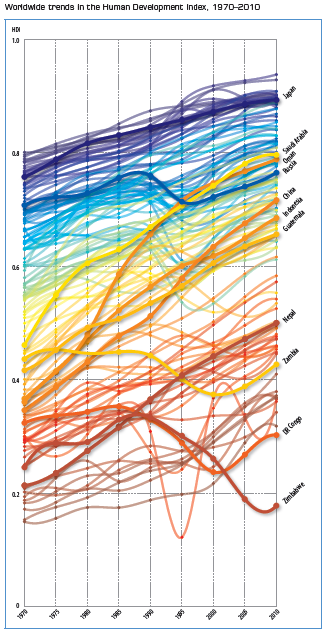 Worldwide trends in the Human Development Index, 1970–2010
HDI
1.0
Japan
Saudi Arabia
Oman
Russia
0.8
China
Indonesia
Guatemala
0.6
Nepal
Zambia
0.4
DR Congo
0.2
Zimbabwe
0
1970 1975 1980 1985 1990 1995 2000 2005 2010